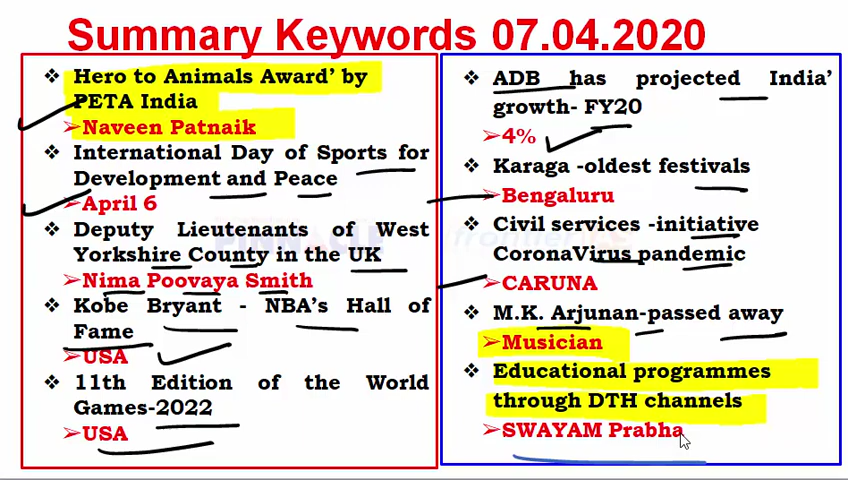 Summary Keywords 07.04.2020
❖ Hero to Animals Award’ by
PETA India
➢Naveen Patnaik
❖ International Day of Sports for
Development and Peace
➢April 6
❖ Deputy Lieutenants of West
Yorkshire County in the UK
➢Nima Poovaya Smith
❖ Kobe Bryant - NBA’s Hall of
Fame
➢USA
❖ 11th Edition of the World
Games-2022
➢USA
❖ ADB has projected India’
growth- FY20
➢4%
❖ Karaga -oldest festivals
➢Bengaluru
❖ Civil services -initiative
CoronaVirus pandemic
➢CARUNA
❖ M.K. Arjunan-passed away
➢Musician
❖ Educational programmes
through DTH channels
➢SWAYAM Prabha
PINNACLE